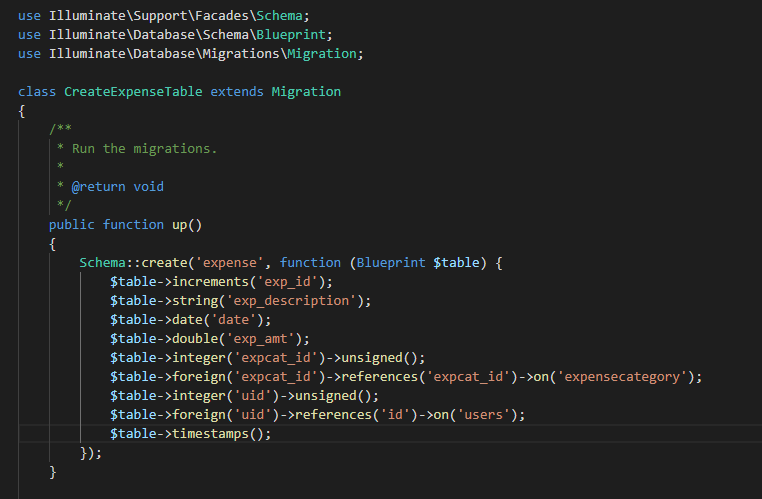 use Illuminate\Support\Facades\Schema;
use Illuminate\Database\Schema\Blueprint;
use Illuminate\Database\Migrations\Migration;
class CreateExpenseTable extends Migration
{
/**
* Run the migrations.
*
* @return void
*/
public function up()
{
Schema::create('expense', function (Blueprint $table) {
$table->increments('exp_id');
$table->string('exp_description');
$table->date('date');
$table->double('exp_amt');
$table->integer('expcat_id')->unsigned();
$table->foreign('expcat_id')->references('expcat_id')->on('expensecategory');
$table->integer('uid')->unsigned();
$table->foreign('uid')->references('id')->on('users');
$table->timestamps();
});
}